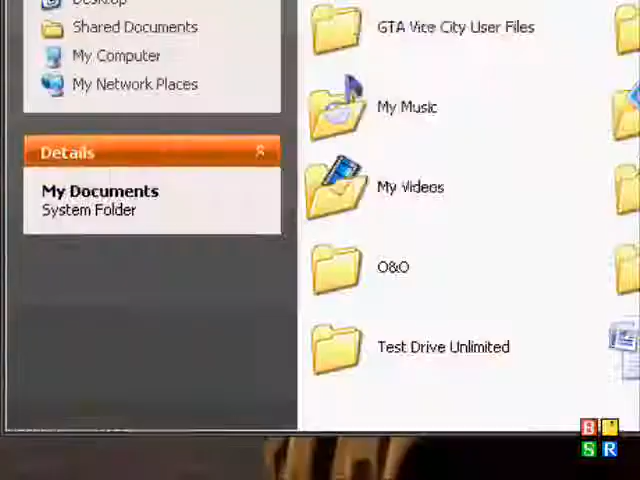 Desktop
Shared Documents
My Computer
My Network Places
Details
My Documents
System Folder
GTA Vice City User Files
My Music
My Videos
O&O
Test Drive Unlimited
B
S R